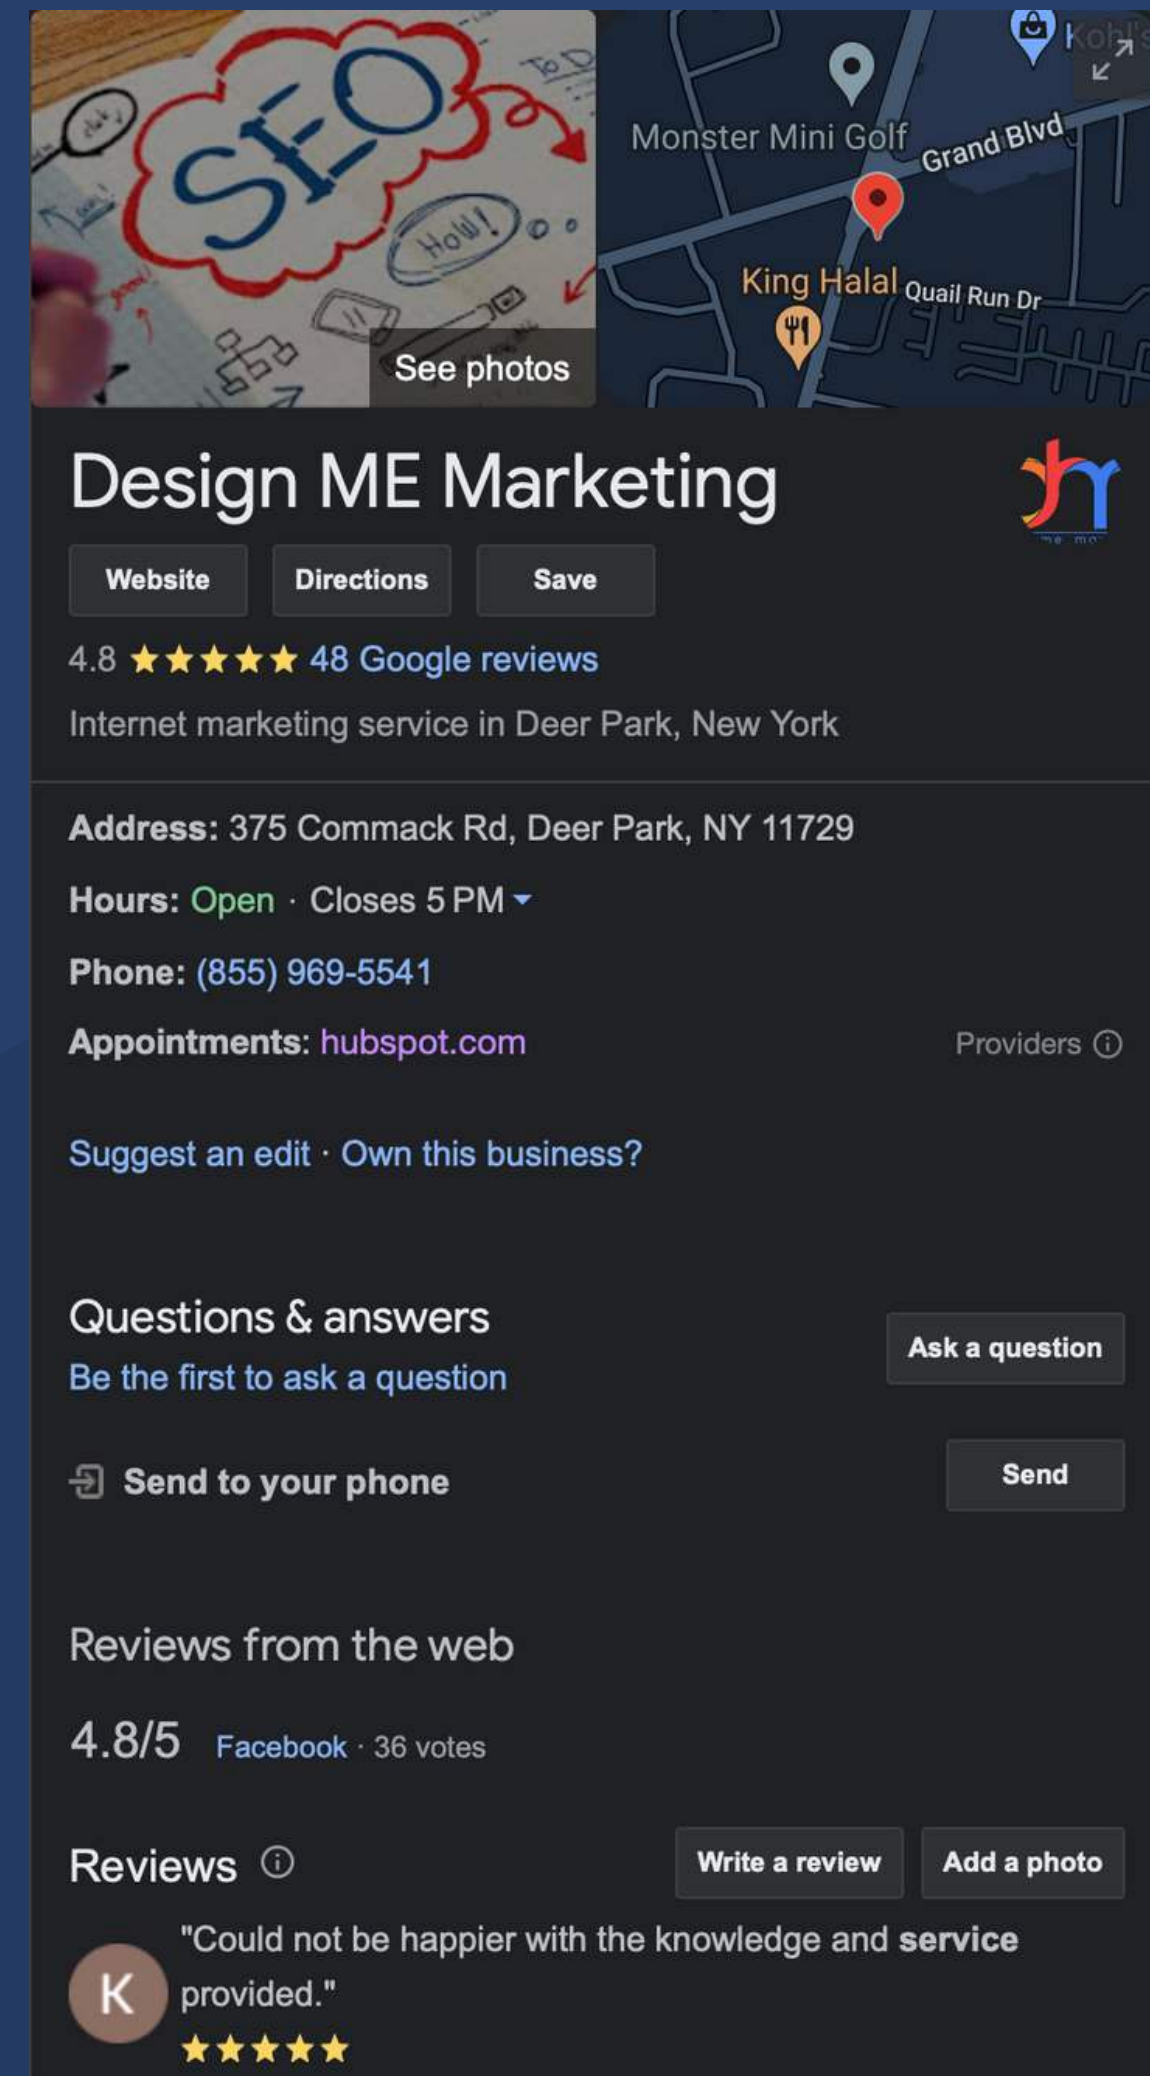 SEO
To D
HOW!
See photos
Kohl's
Monster Mini Golf
Grand Blvd
King Halal
Quail Run Dr
Design ME Marketing
Website
Directions
Save
4.8 ★★★★★ 48 Google reviews
Internet marketing service in Deer Park, New York
Address: 375 Commack Rd, Deer Park, NY 11729
Hours: Open · Closes 5 PM
Phone: (855) 969-5541
Appointments: hubspot.com
Providers
Suggest an edit · Own this business?
Questions & answers
Be the first to ask a question
Ask a question
Send to your phone
Send
Reviews from the web
4.8/5 Facebook · 36 votes
Reviews
Write a review
Add a photo
K
"Could not be happier with the knowledge and service
provided."
★★★★★